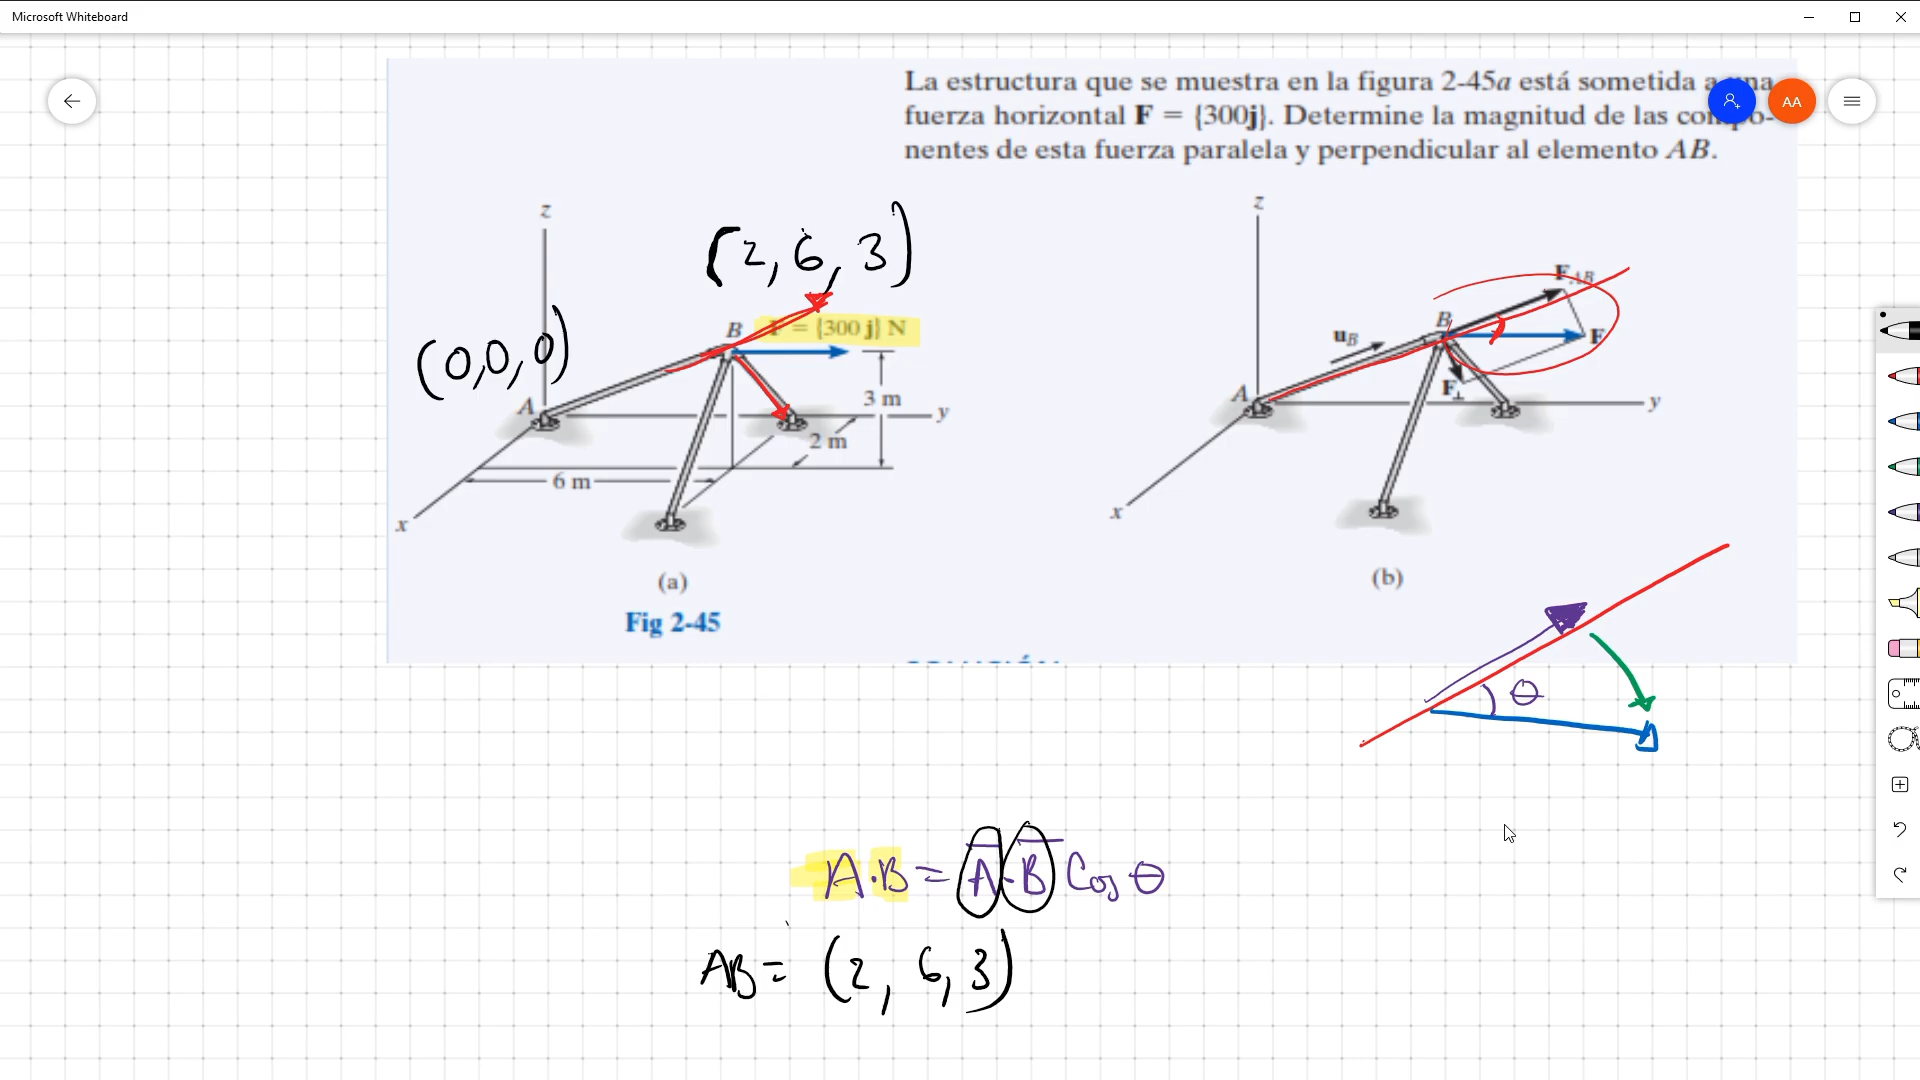 Microsoft Whiteboard
La estructura que se muestra en la figura 2-45a está sometida a una
fuerza horizontal F = {300j}. Determine la magnitud de las compo-
nentes de esta fuerza paralela y perpendicular al elemento AB.
AA
z
(2, 6, 3)
(0,0,0)
B
F = {300 j} N
A
3 m
y
2 m
6 m
x
(a)
Fig 2-45
z
F AB
B
u B
F
A
F⊥
y
x
(b)
θ
A·B = A·B Cos θ
AB = (2, 6, 3)